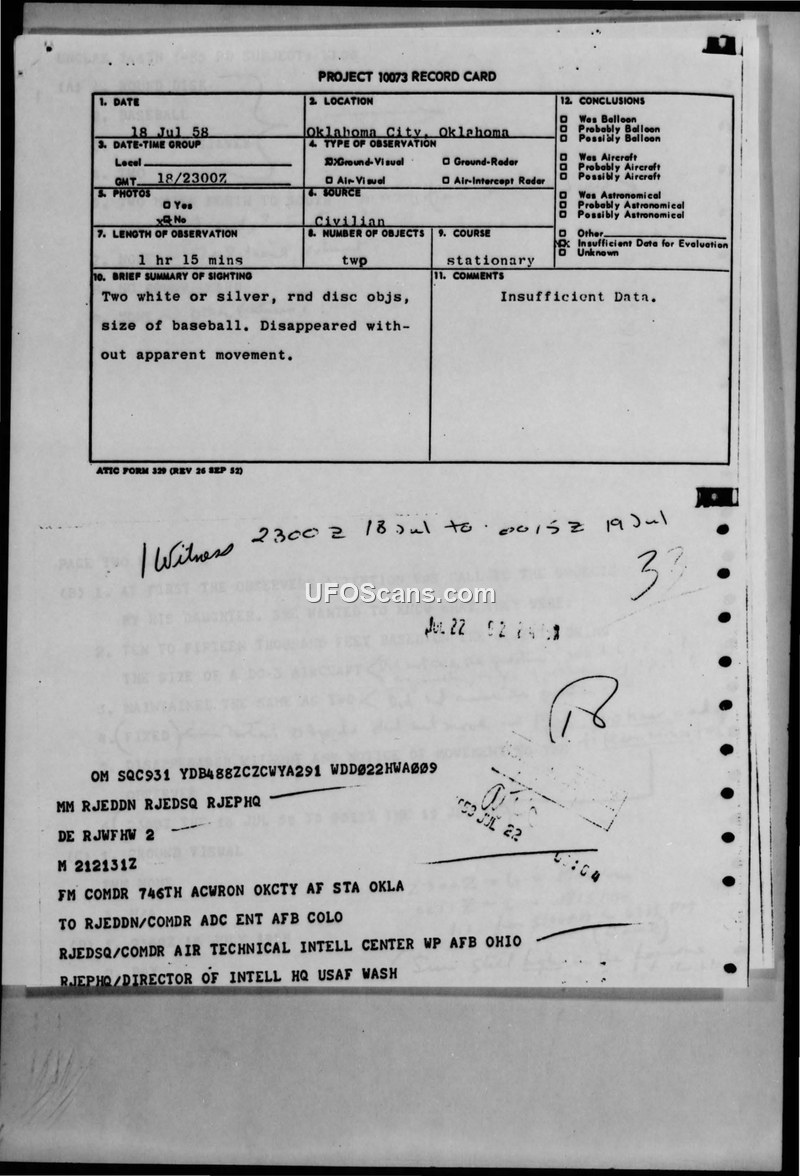 PROJECT 10073 RECORD CARD
1. DATE
18 Jul 58
2. LOCATION
Oklahoma City, Oklahoma
12. CONCLUSIONS
Was Balloon
Probably Balloon
Possibly Balloon
Was Aircraft
Probably Aircraft
Possibly Aircraft
Was Astronomical
Probably Astronomical
Possibly Astronomical
Other
Insufficient Data for Evaluation
Unknown
3. DATE-TIME GROUP
Local
GMT 18/2300Z
4. TYPE OF OBSERVATION
Ground-Visual Ground-Radar
Air-Visual Air-Intercept Radar
5. PHOTOS
Yes
No
6. SOURCE
Civilian
7. LENGTH OF OBSERVATION
1 hr 15 mins
8. NUMBER OF OBJECTS
two
9. COURSE
stationary
10. BRIEF SUMMARY OF SIGHTING
Two white or silver, rnd disc objs,
size of baseball. Disappeared with-
out apparent movement.
11. COMMENTS
Insufficient Data.
ATIC FORM 329 (REV 26 SEP 52)
1 Witness 2300 Z 18 Jul to 0015 Z 19 Jul
UFOScans.com
JUL 22
OM SQC931 YDB488ZCZCWYA291 WDD022HWA009
MM RJEDDN RJEDSQ RJEPHQ
DE RJWFHW 2
M 212131Z
FM COMDR 746TH ACWRON OKCTY AF STA OKLA
TO RJEDDN/COMDR ADC ENT AFB COLO
RJEDSQ/COMDR AIR TECHNICAL INTELL CENTER WP AFB OHIO
RJEPHQ/DIRECTOR OF INTELL HQ USAF WASH